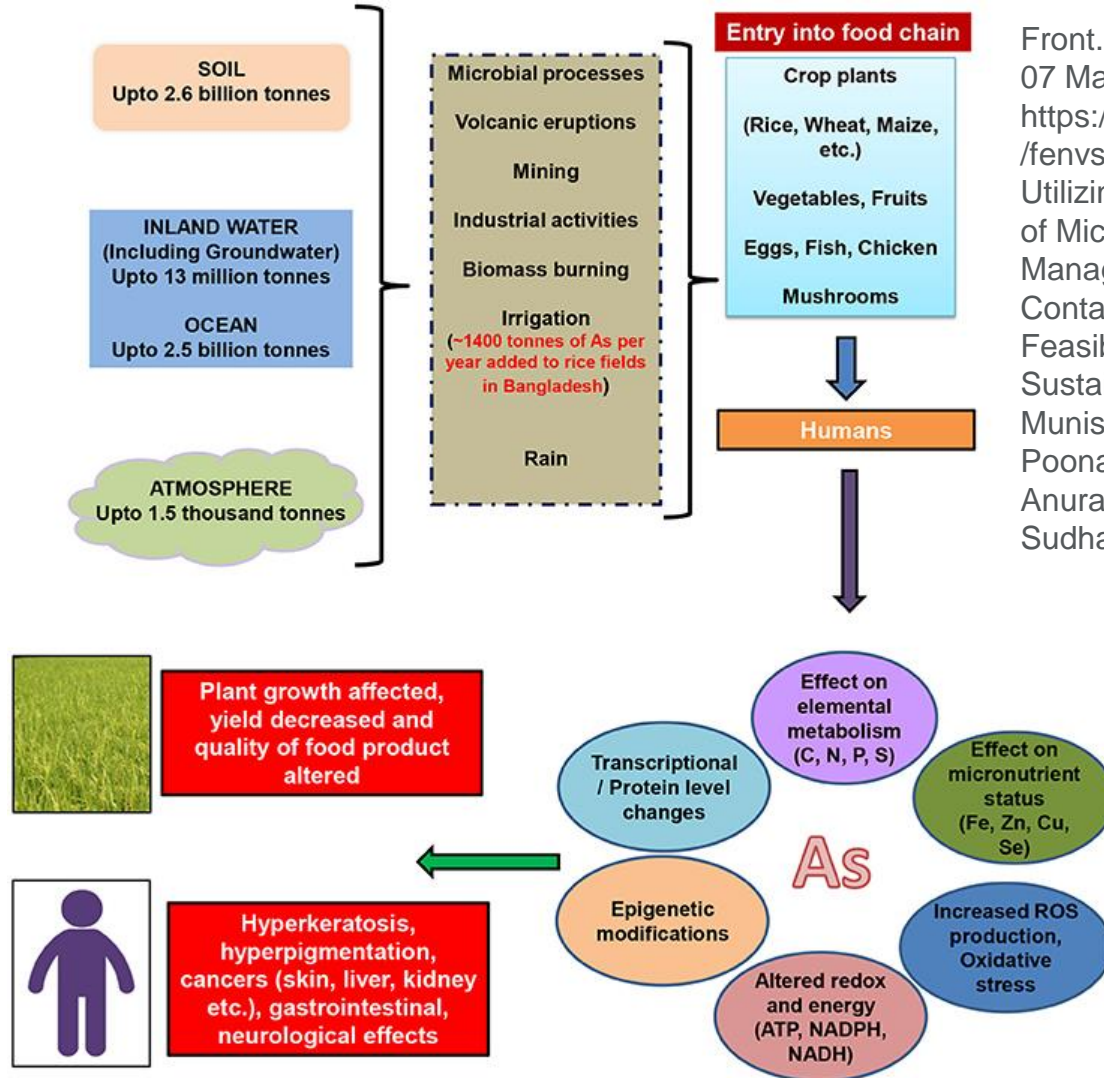 SOIL
Upto 2.6 billion tonnes
INLAND WATER
(Including Groundwater)
Upto 13 million tonnes
OCEAN
Upto 2.5 billion tonnes
ATMOSPHERE
Upto 1.5 thousand tonnes
Microbial processes
Volcanic eruptions
Mining
Industrial activities
Biomass burning
Irrigation
(~1400 tonnes of As per
year added to rice fields
in Bangladesh)
Rain
Entry into food chain
Crop plants
(Rice, Wheat, Maize,
etc.)
Vegetables, Fruits
Eggs, Fish, Chicken
Mushrooms
Humans
Front.
07 Ma
https:/
/fenvs
Utilizin
of Mic
Manag
Conta
Feasib
Susta
Munis
Poona
Anura
Sudha
Plant growth affected,
yield decreased and
quality of food product
altered
Hyperkeratosis,
hyperpigmentation,
cancers (skin, liver, kidney
etc.), gastrointestinal,
neurological effects
Effect on
elemental
metabolism
(C, N, P, S)
Transcriptional
/ Protein level
changes
Effect on
micronutrient
status
(Fe, Zn, Cu,
Se)
As
Epigenetic
modifications
Increased ROS
production,
Oxidative
stress
Altered redox
and energy
(ATP, NADPH,
NADH)